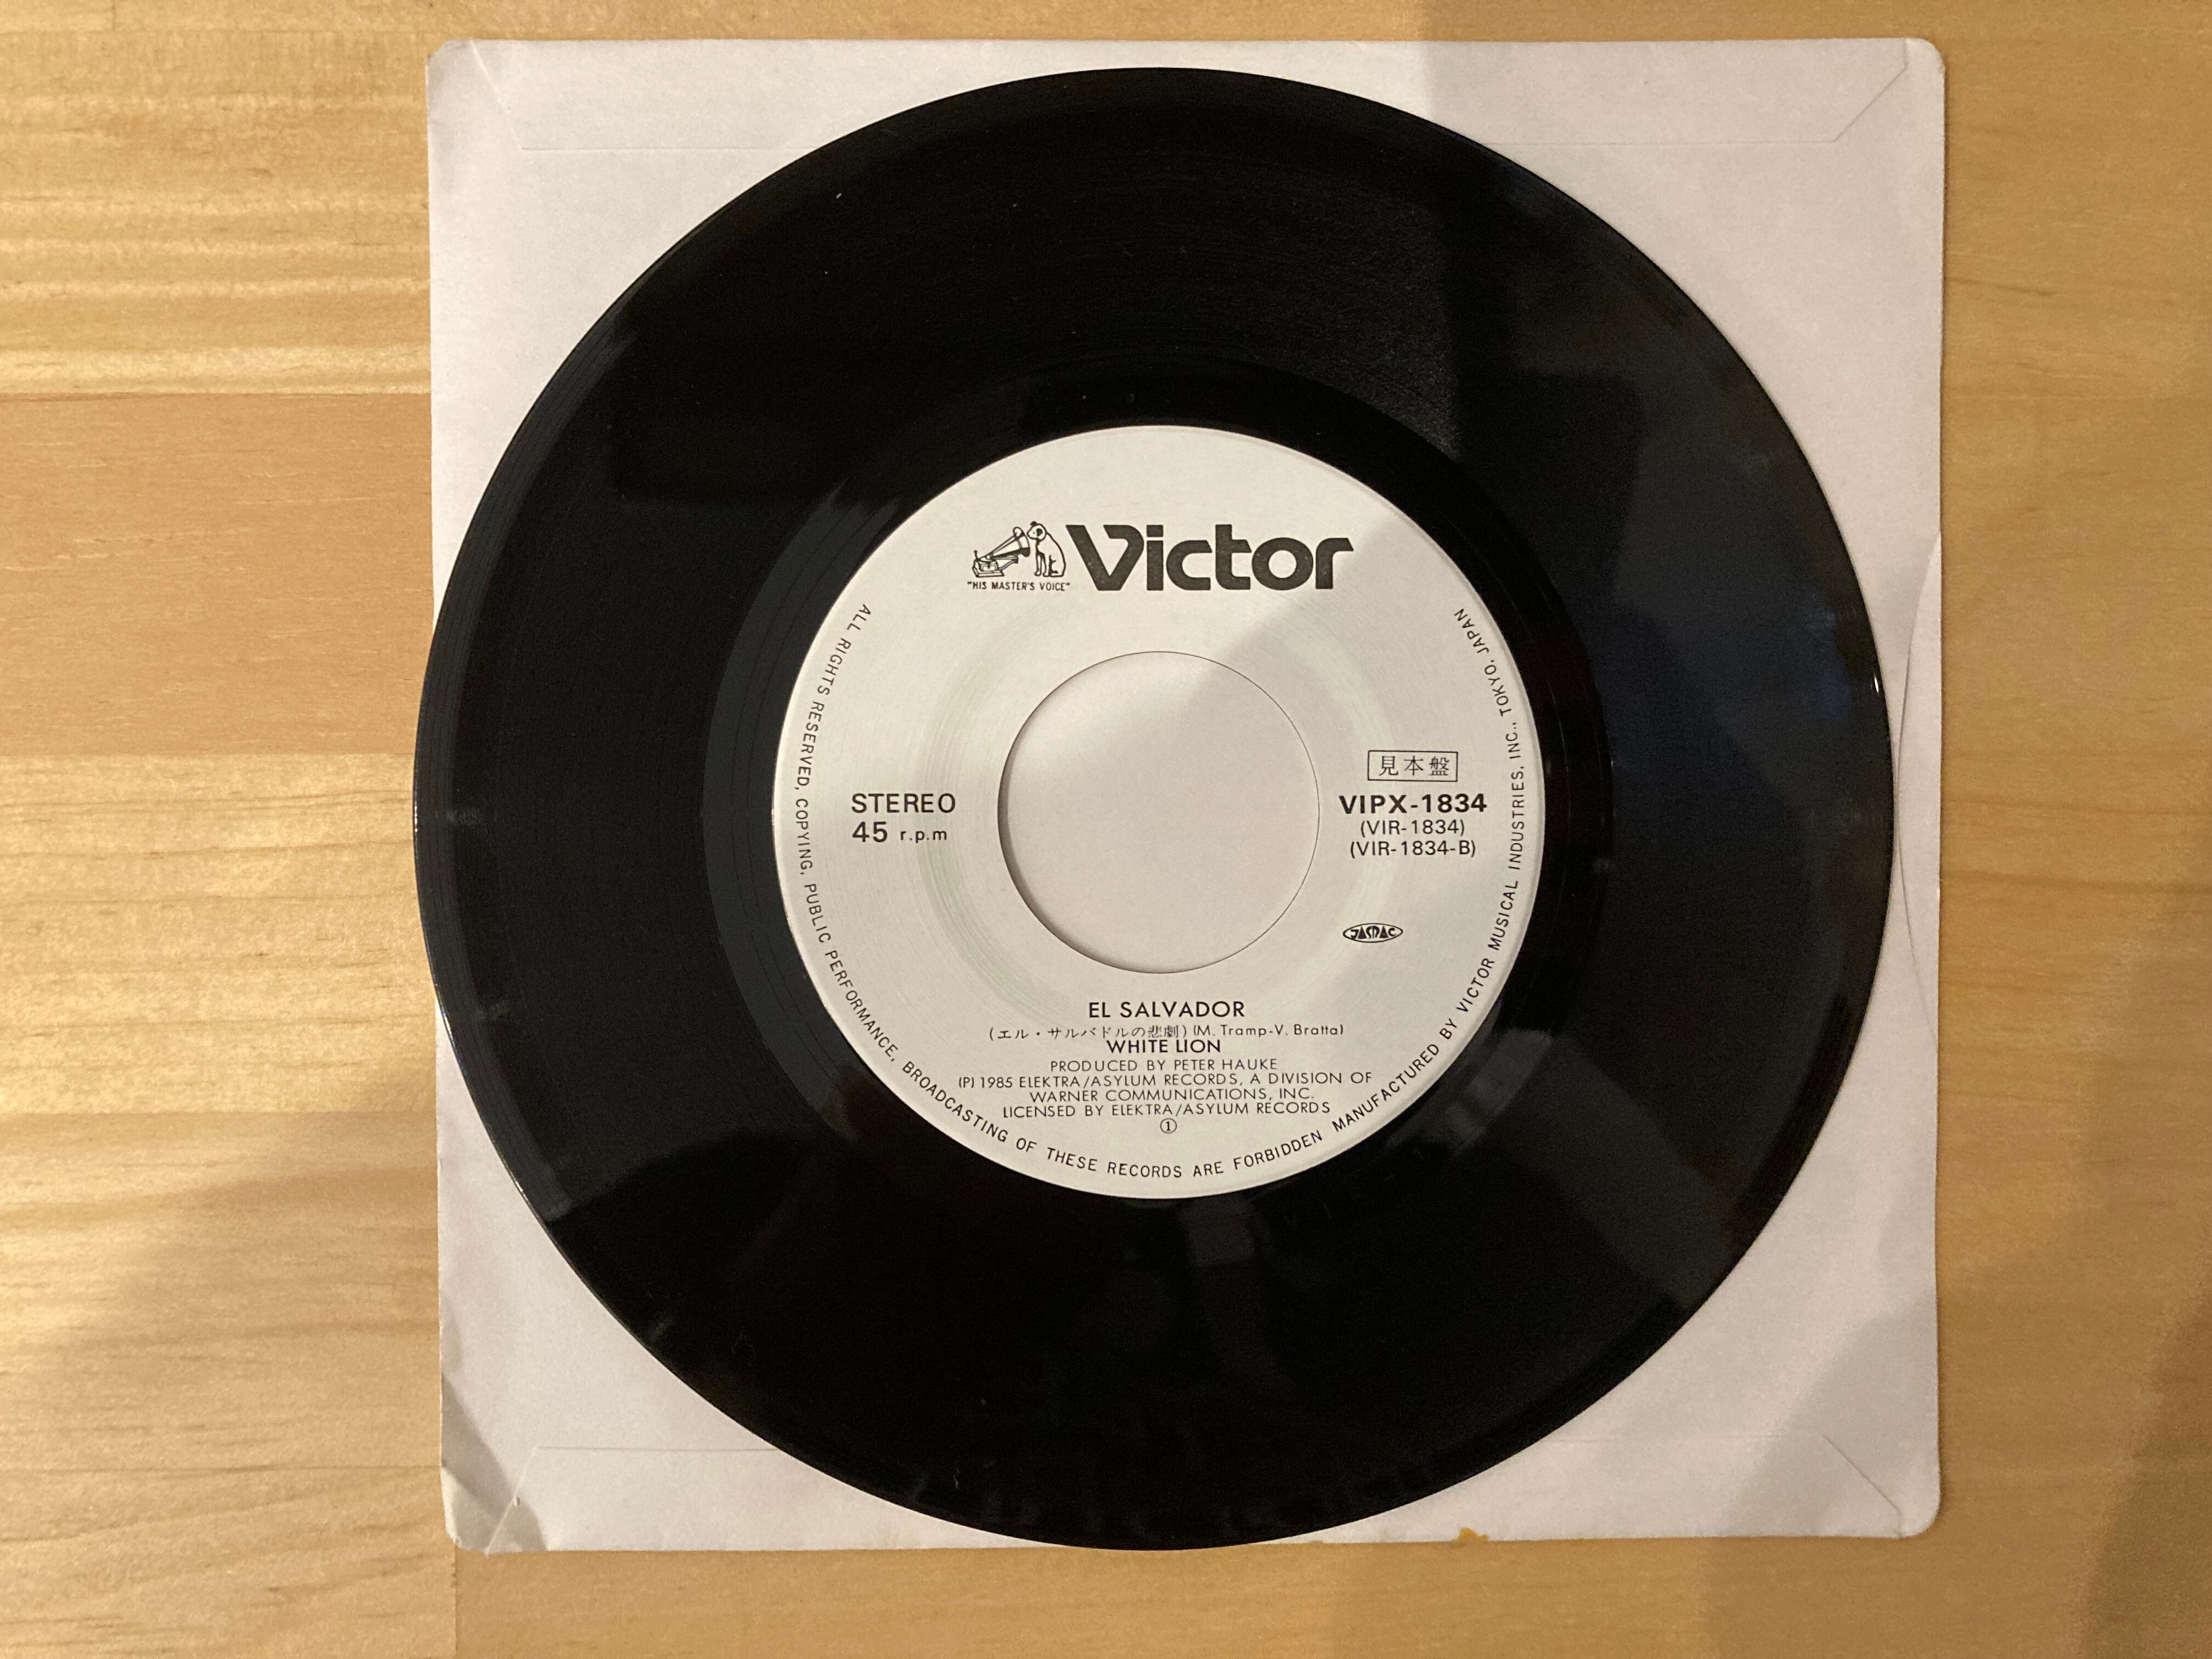 "HIS MASTER'S VOICE"
Victor
STEREO
45 r.p.m
見本盤
VIPX-1834
(VIR-1834)
(VIR-1834-B)
JASRAC
EL SALVADOR
(エル・サルバドルの悲劇) (M. Tramp-V. Bratta)
WHITE LION
PRODUCED BY PETER HAUKE
(P) 1985 ELEKTRA/ASYLUM RECORDS, A DIVISION OF
WARNER COMMUNICATIONS, INC.
LICENSED BY ELEKTRA/ASYLUM RECORDS
①
ALL RIGHTS RESERVED, COPYING, PUBLIC PERFORMANCE, BROADCASTING OF THESE RECORDS ARE FORBIDDEN MANUFACTURED BY VICTOR MUSICAL INDUSTRIES, INC., TOKYO, JAPAN